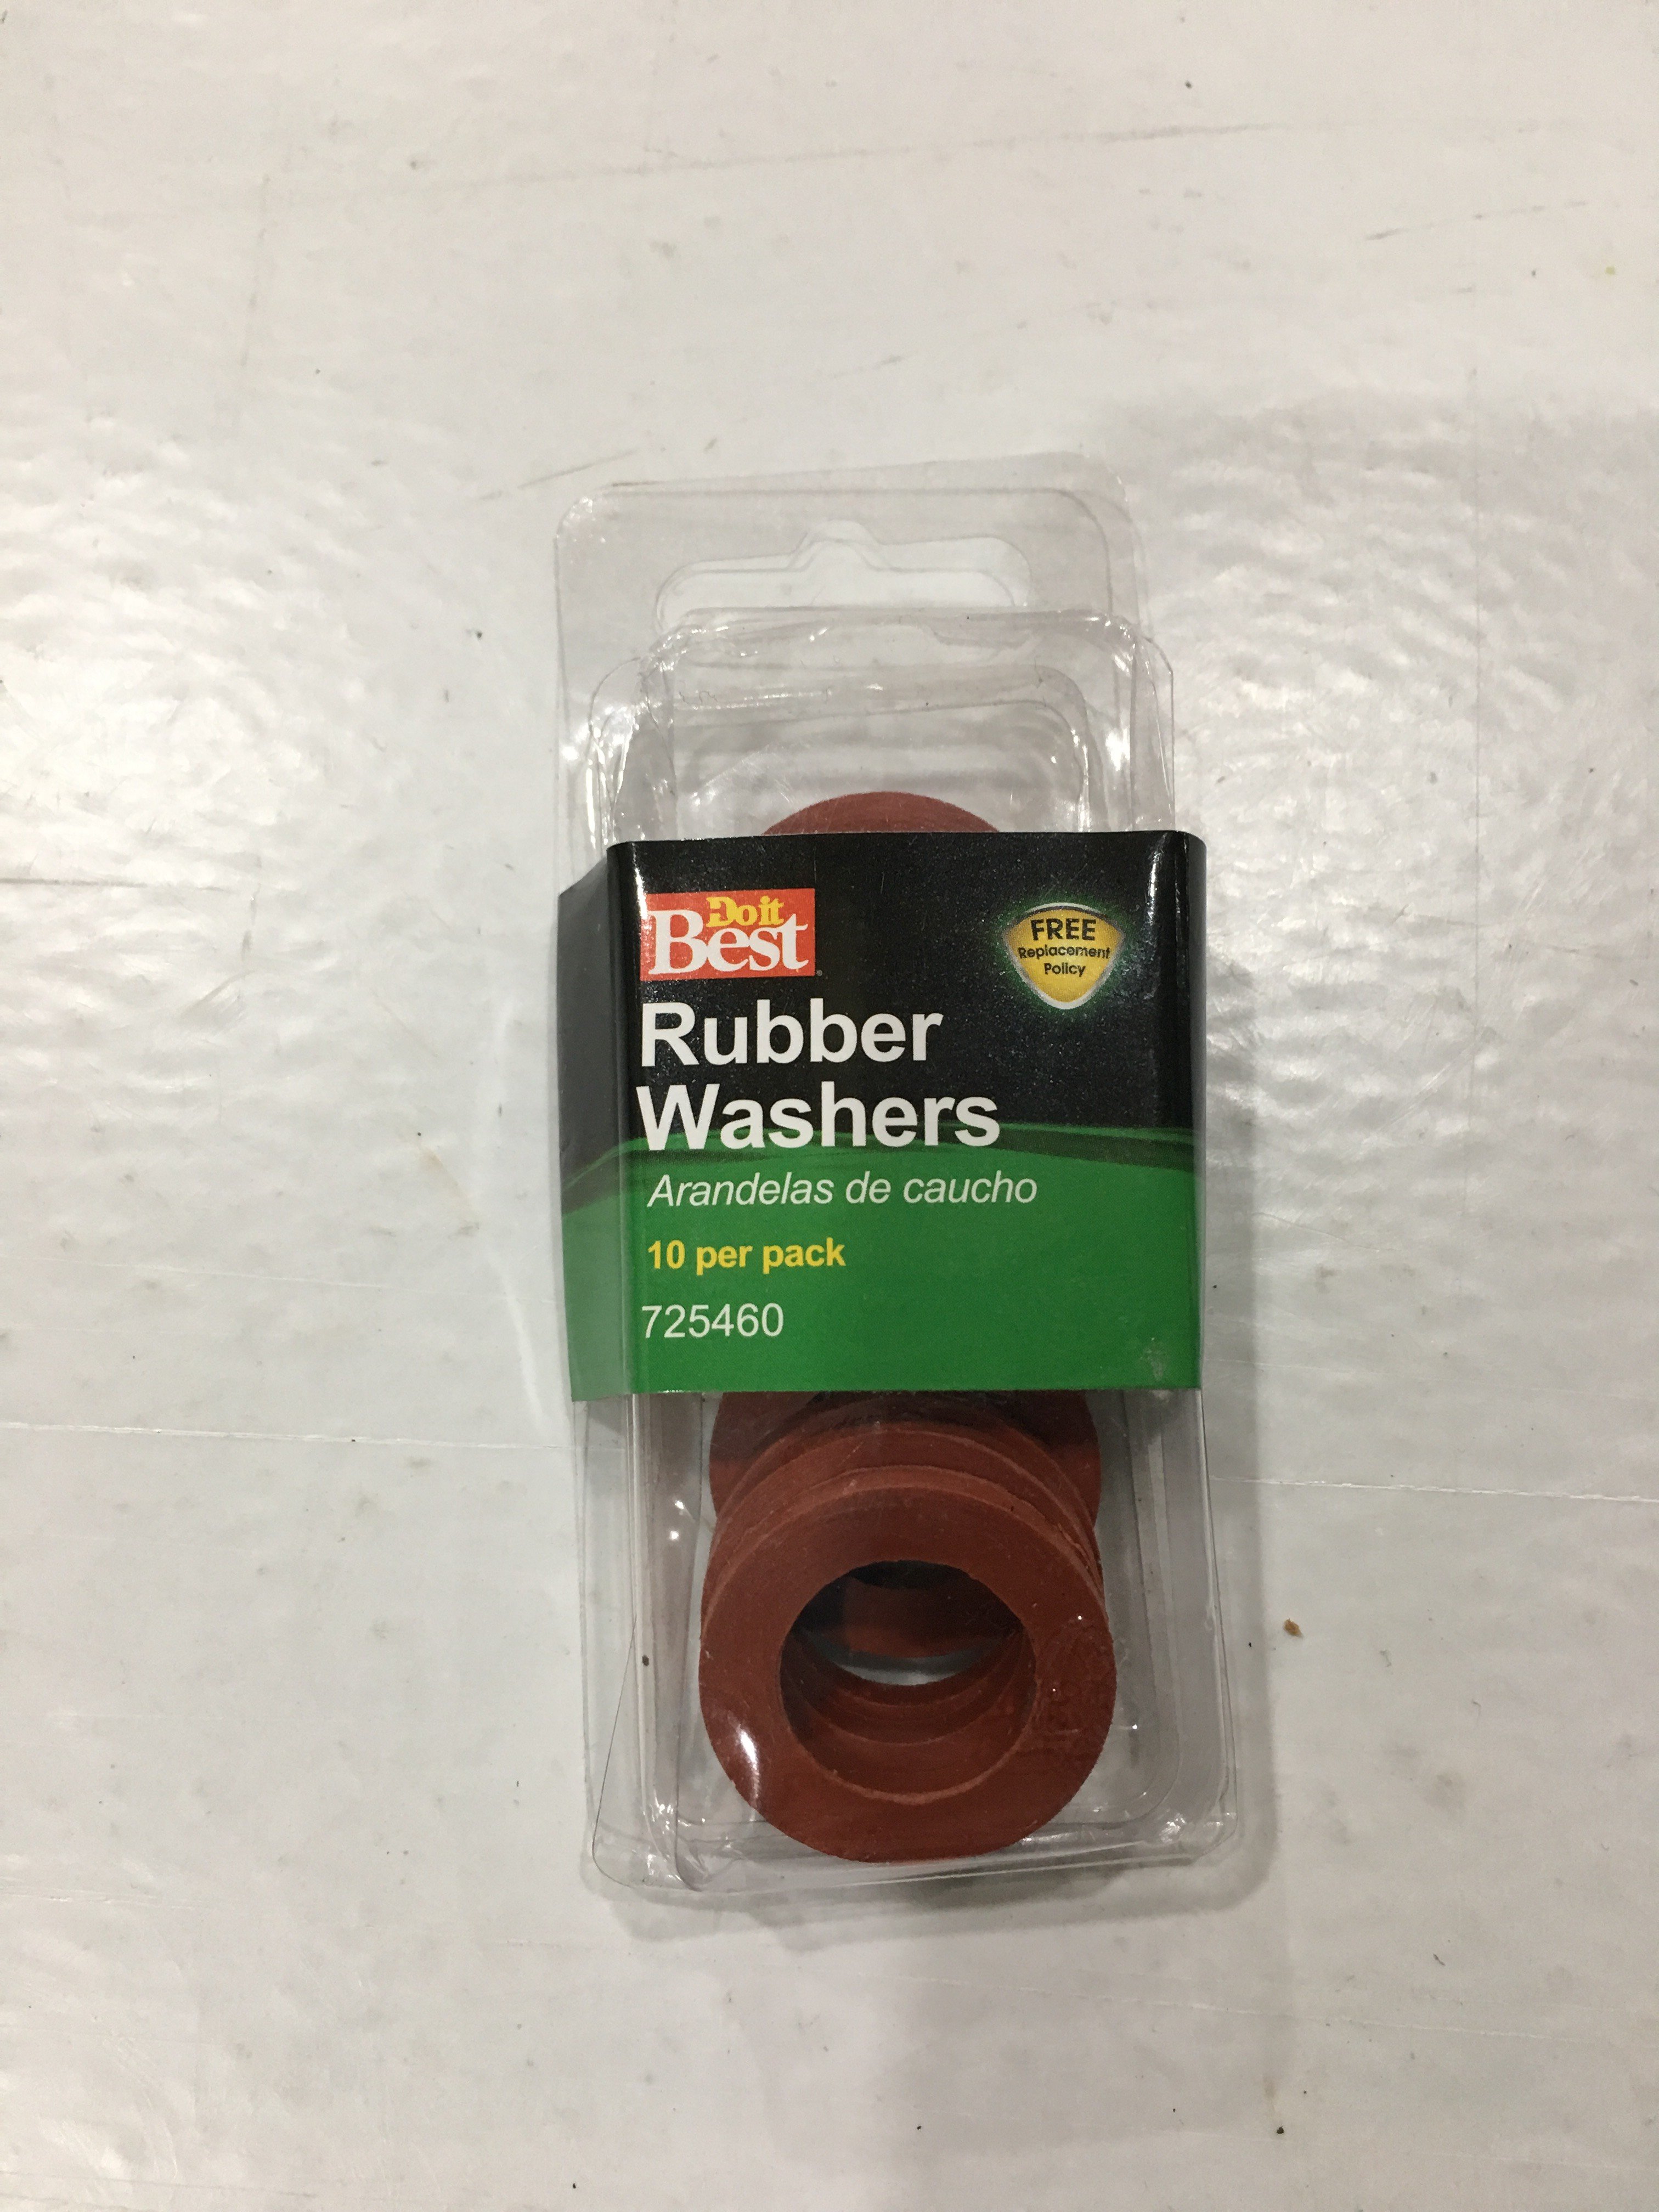 Do it
Best
FREE
Replacement
Policy
Rubber
Washers
Arandelas de caucho
10 per pack
725460